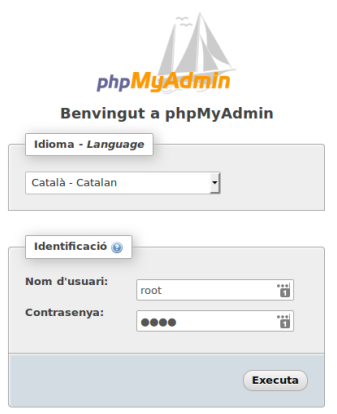 phpMyAdmin
Benvingut a phpMyAdmin
Idioma - Language
Català - Catalan
Identificació
Nom d'usuari:
root
Contrasenya:
●●●●
Executa